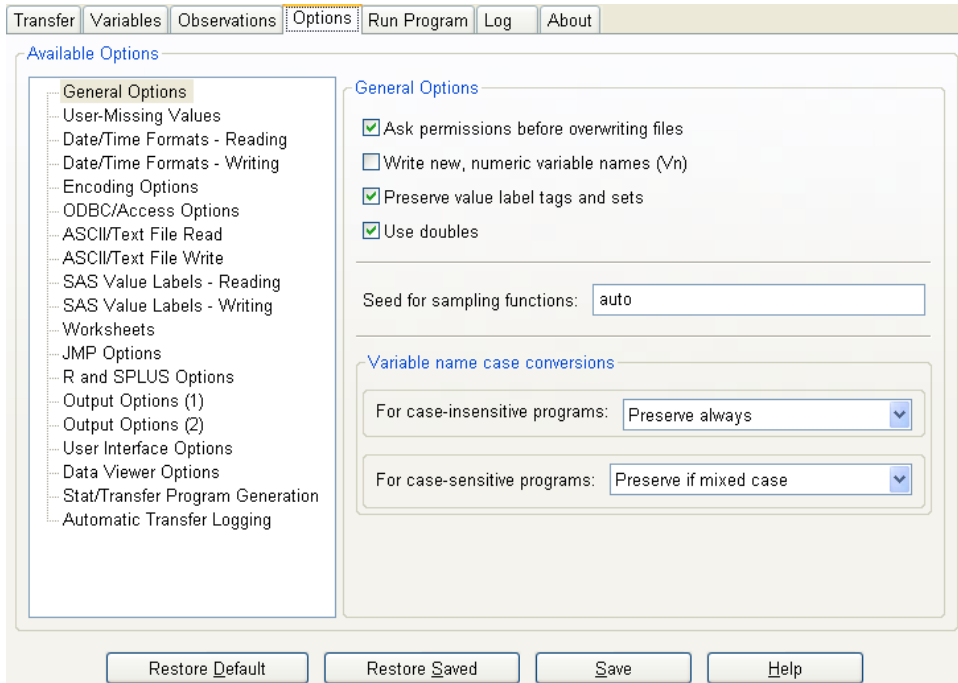 Transfer Variables Observations Options Run Program Log About
Available Options
General Options
User-Missing Values
Date/Time Formats - Reading
Date/Time Formats - Writing
Encoding Options
ODBC/Access Options
ASCII/Text File Read
ASCII/Text File Write
SAS Value Labels - Reading
SAS Value Labels - Writing
Worksheets
JMP Options
R and SPLUS Options
Output Options (1)
Output Options (2)
User Interface Options
Data Viewer Options
Stat/Transfer Program Generation
Automatic Transfer Logging
General Options
Ask permissions before overwriting files
Write new, numeric variable names (Vn)
Preserve value label tags and sets
Use doubles
Seed for sampling functions: auto
Variable name case conversions
For case-insensitive programs: Preserve always
For case-sensitive programs: Preserve if mixed case
Restore Default Restore Saved Save Help